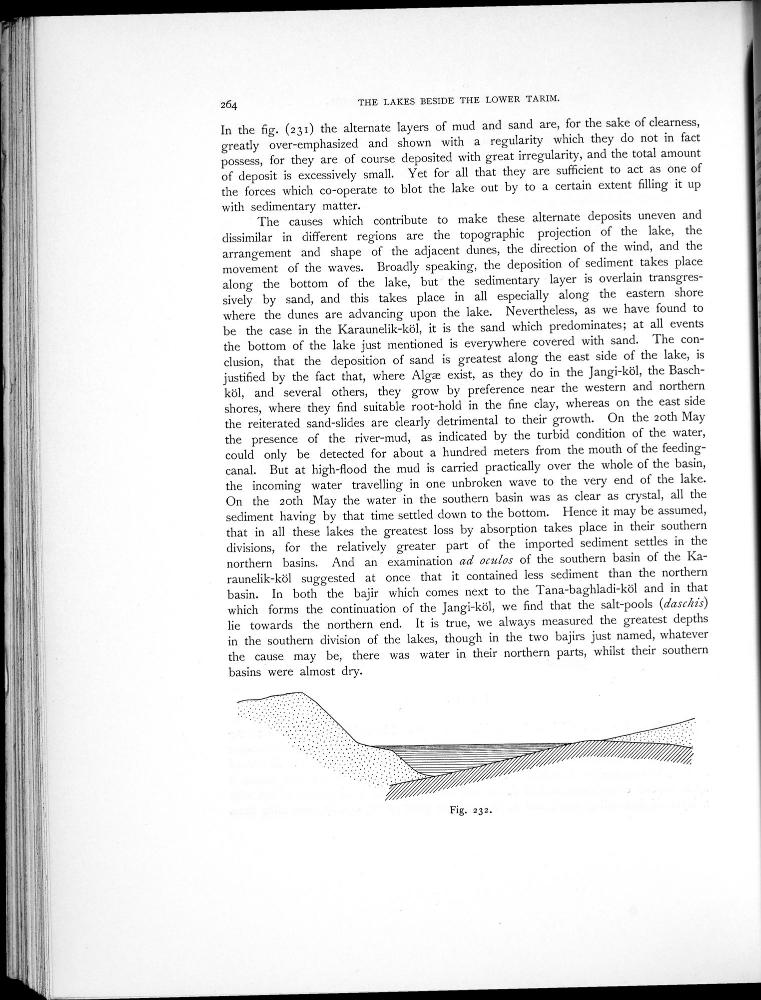 264
THE LAKES BESIDE THE LOWER TARIM.
In the fig. (231) the alternate layers of mud and sand are, for the sake of clearness,
greatly over-emphasized and shown with a regularity which they do not in fact
possess, for they are of course deposited with great irregularity, and the total amount
of deposit is excessively small. Yet for all that they are sufficient to act as one of
the forces which co-operate to blot the lake out by to a certain extent filling it up
with sedimentary matter.
The causes which contribute to make these alternate deposits uneven and
dissimilar in different regions are the topographic projection of the lake, the
arrangement and shape of the adjacent dunes, the direction of the wind, and the
movement of the waves. Broadly speaking, the deposition of sediment takes place
along the bottom of the lake, but the sedimentary layer is overlain transgres-
sively by sand, and this takes place in all especially along the eastern shore
where the dunes are advancing upon the lake. Nevertheless, as we have found to
be the case in the Karaunelik-köl, it is the sand which predominates; at all events
the bottom of the lake just mentioned is everywhere covered with sand. The con-
clusion, that the deposition of sand is greatest along the east side of the lake, is
justified by the fact that, where Algæ exist, as they do in the Jangi-köl, the Basch-
köl, and several others, they grow by preference near the western and northern
shores, where they find suitable root-hold in the fine clay, whereas on the east side
the reiterated sand-slides are clearly detrimental to their growth. On the 20th May
the presence of the river-mud, as indicated by the turbid condition of the water,
could only be detected for about a hundred meters from the mouth of the feeding-
canal. But at high-flood the mud is carried practically over the whole of the basin,
the incoming water travelling in one unbroken wave to the very end of the lake.
On the 20th May the water in the southern basin was as clear as crystal, all the
sediment having by that time settled down to the bottom. Hence it may be assumed,
that in all these lakes the greatest loss by absorption takes place in their southern
divisions, for the relatively greater part of the imported sediment settles in the
northern basins. And an examination ad oculos of the southern basin of the Ka-
raunelik-köl suggested at once that it contained less sediment than the northern
basin. In both the bajir which comes next to the Tana-baghladi-köl and in that
which forms the continuation of the Jangi-köl, we find that the salt-pools (daschis)
lie towards the northern end. It is true, we always measured the greatest depths
in the southern division of the lakes, though in the two bajirs just named, whatever
the cause may be, there was water in their northern parts, whilst their southern
basins were almost dry.
Fig. 232.